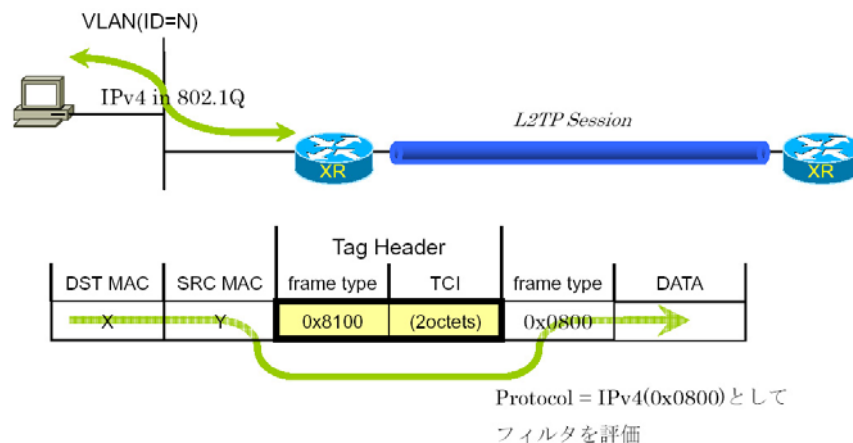 VLAN(ID=N)
IPv4 in 802.1Q
L2TP Session
XR
XR
Tag Header
DST MAC SRC MAC frame type TCI frame type DATA
X Y 0x8100 (2octets) 0x0800
Protocol = IPv4(0x0800)として
フィルタを評価